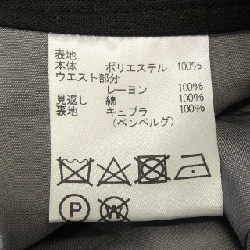 表地
本体 ポリエステル 100%
ウエスト部分
レーヨン 100%
見返し 綿 100%
裏地 キュプラ 100%
(ベンベルグ)
P W